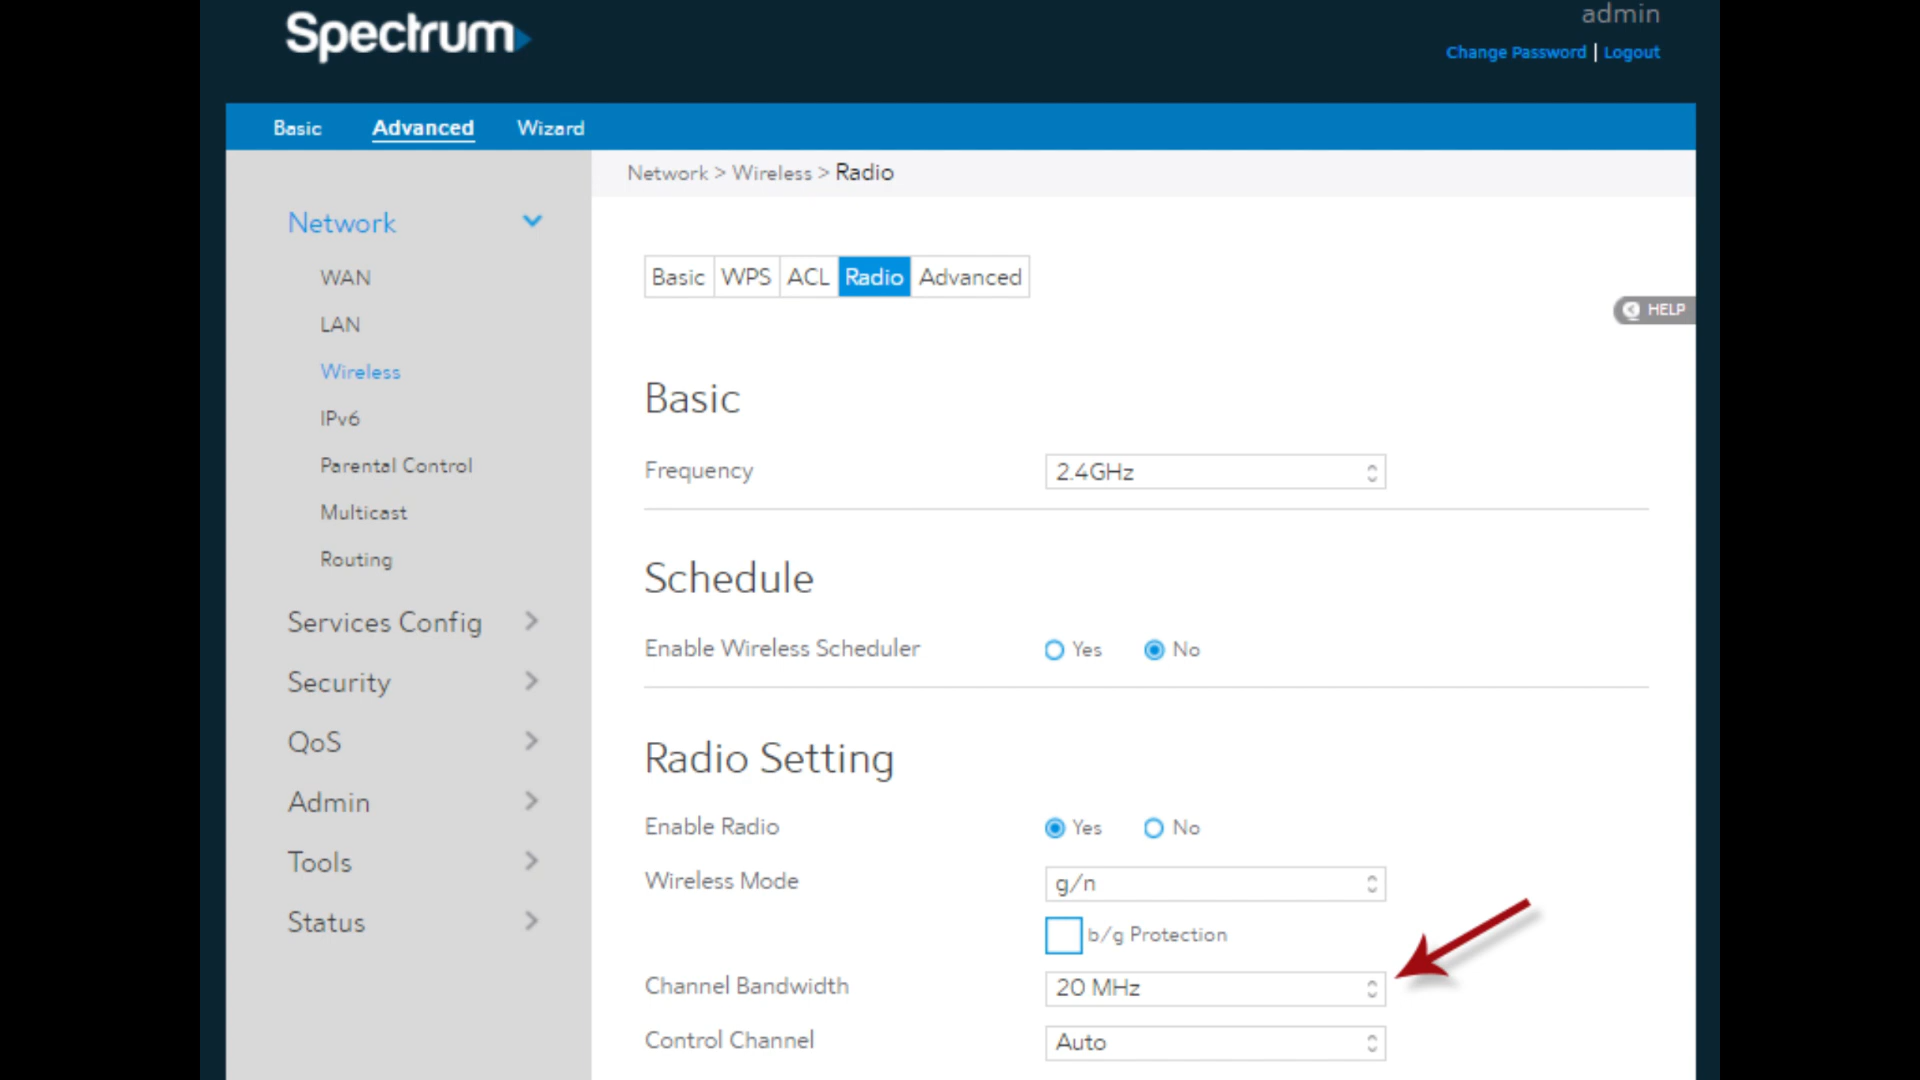 Spectrum
admin
Change Password | Logout
Basic Advanced Wizard
Network > Wireless > Radio
Network
WAN
LAN
Wireless
IPv6
Parental Control
Multicast
Routing
Services Config
Security
QoS
Admin
Tools
Status
Basic WPS ACL Radio Advanced
HELP
Basic
Frequency 2.4GHz
Schedule
Enable Wireless Scheduler Yes No
Radio Setting
Enable Radio Yes No
Wireless Mode g/n
b/g Protection
Channel Bandwidth 20 MHz
Control Channel Auto